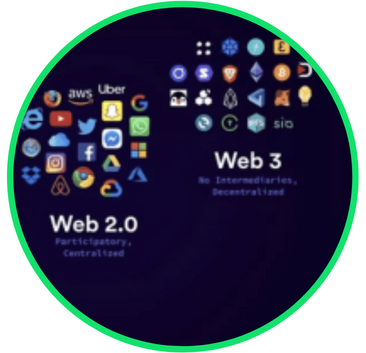 aws
Uber
sia
Web 3
No Intermediaries,
Decentralized
Web 2.0
Participatory,
Centralized